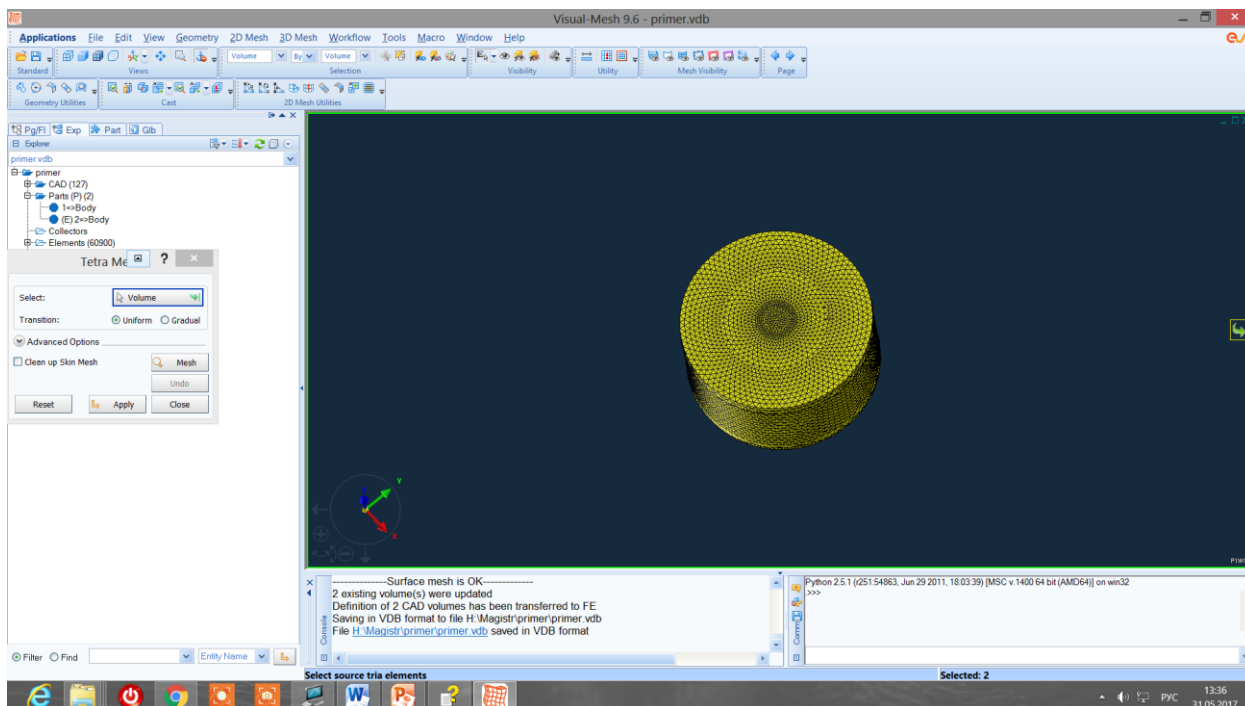 Visual-Mesh 9.6 - primer.vdb
Applications File Edit View Geometry 2D Mesh 3D Mesh Workflow Tools Macro Window Help
Volume By Volume
Standard Views Selection Visibility Utility Mesh Visibility Page
Geometry Utilities Cast 2D Mesh Utilities
Pg/Fl Exp Part Glb
Explorer
primer.vdb
primer
CAD (127)
Parts (P) (2)
1=>Body
(E) 2=>Body
Collectors
Elements (60900)
Tetra Me ?
Select: Volume
Transition: Uniform Gradual
Advanced Options
Clean up Skin Mesh Mesh
Undo
Reset Apply Close
Y
X
--------------Surface mesh is OK-------------
2 existing volume(s) were updated
Definition of 2 CAD volumes has been transferred to FE
Saving in VDB format to file H:\Magistr\primer\primer.vdb
File H:\Magistr\primer\primer.vdb saved in VDB format
Console
Python 2.5.1 (r251:54863, Jun 29 2011, 18:03:39) [MSC v.1400 64 bit (AMD64)] on win32
>>>
Filter Find Entity Name
Select source tria elements Selected: 2
РУС
13:36
31.05.2017